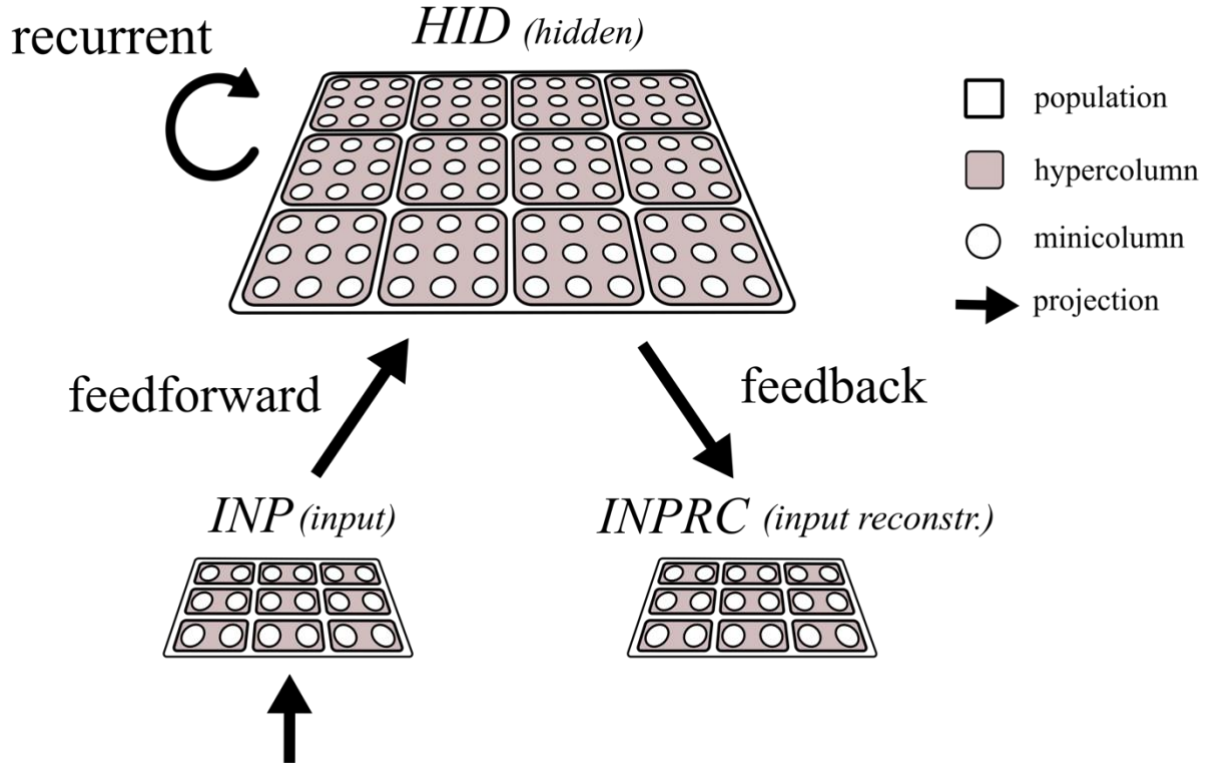 recurrent
HID (hidden)
population
hypercolumn
minicolumn
projection
feedforward
feedback
INP (input)
INPRC (input reconstr.)